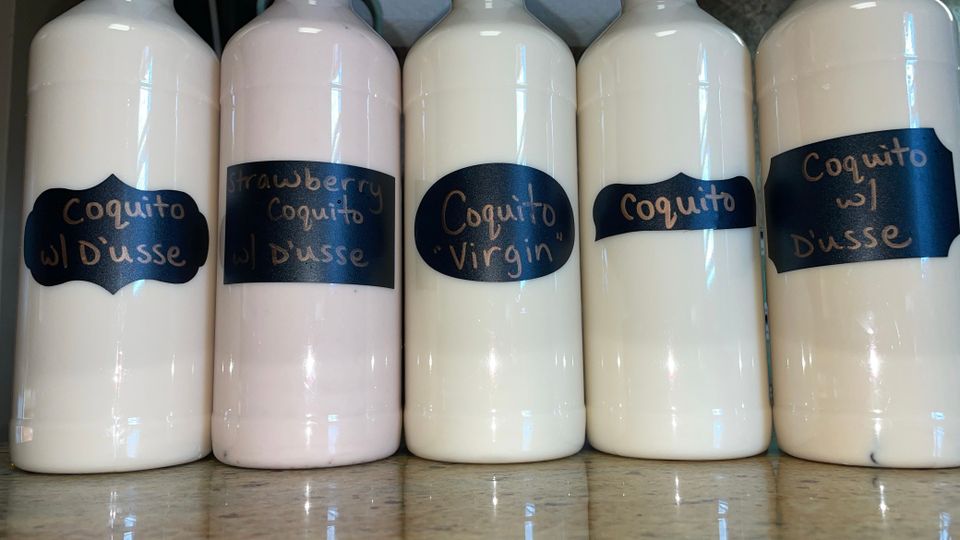 Coquito
w/ D'usse
Strawberry
Coquito
w/ D'usse
Coquito
"Virgin"
Coquito
Coquito
w/
D'usse